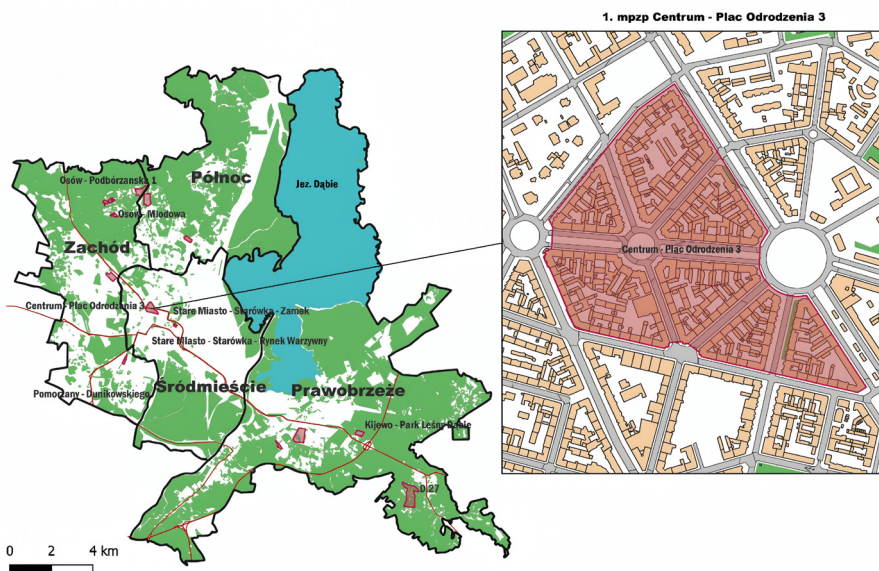 1. mpzp Centrum - Plac Odrodzenia 3
Północ
Jez. Dąbie
Osów - Podbórzańska 1
Osów - Miodowa
Zachód
Centrum - Plac Odrodzenia 3
Centrum - Plac Odrodzenia 3
Stare Miasto - Starówka - Zamek
Stare Miasto - Starówka - Rynek Warzywny
Śródmieście
Prawobrzeże
Pomorzany - Dunikowskiego
Kijewo - Park Leśny Dąbie
D.27
0 2 4 km